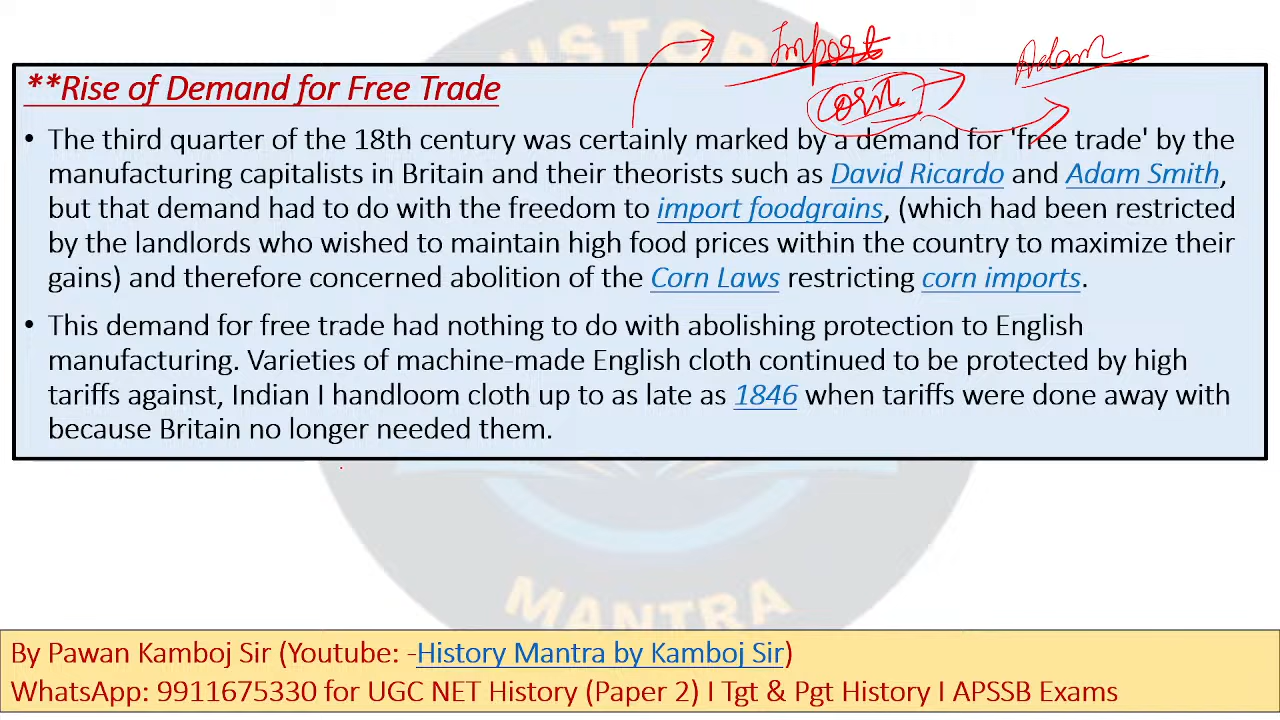 HISTORY
Import
Adam
Corn
**Rise of Demand for Free Trade
• The third quarter of the 18th century was certainly marked by a demand for 'free trade' by the
manufacturing capitalists in Britain and their theorists such as David Ricardo and Adam Smith,
but that demand had to do with the freedom to import foodgrains, (which had been restricted
by the landlords who wished to maintain high food prices within the country to maximize their
gains) and therefore concerned abolition of the Corn Laws restricting corn imports.
• This demand for free trade had nothing to do with abolishing protection to English
manufacturing. Varieties of machine-made English cloth continued to be protected by high
tariffs against, Indian I handloom cloth up to as late as 1846 when tariffs were done away with
because Britain no longer needed them.
MANTRA
By Pawan Kamboj Sir (Youtube: -History Mantra by Kamboj Sir)
WhatsApp: 9911675330 for UGC NET History (Paper 2) I Tgt & Pgt History I APSSB Exams